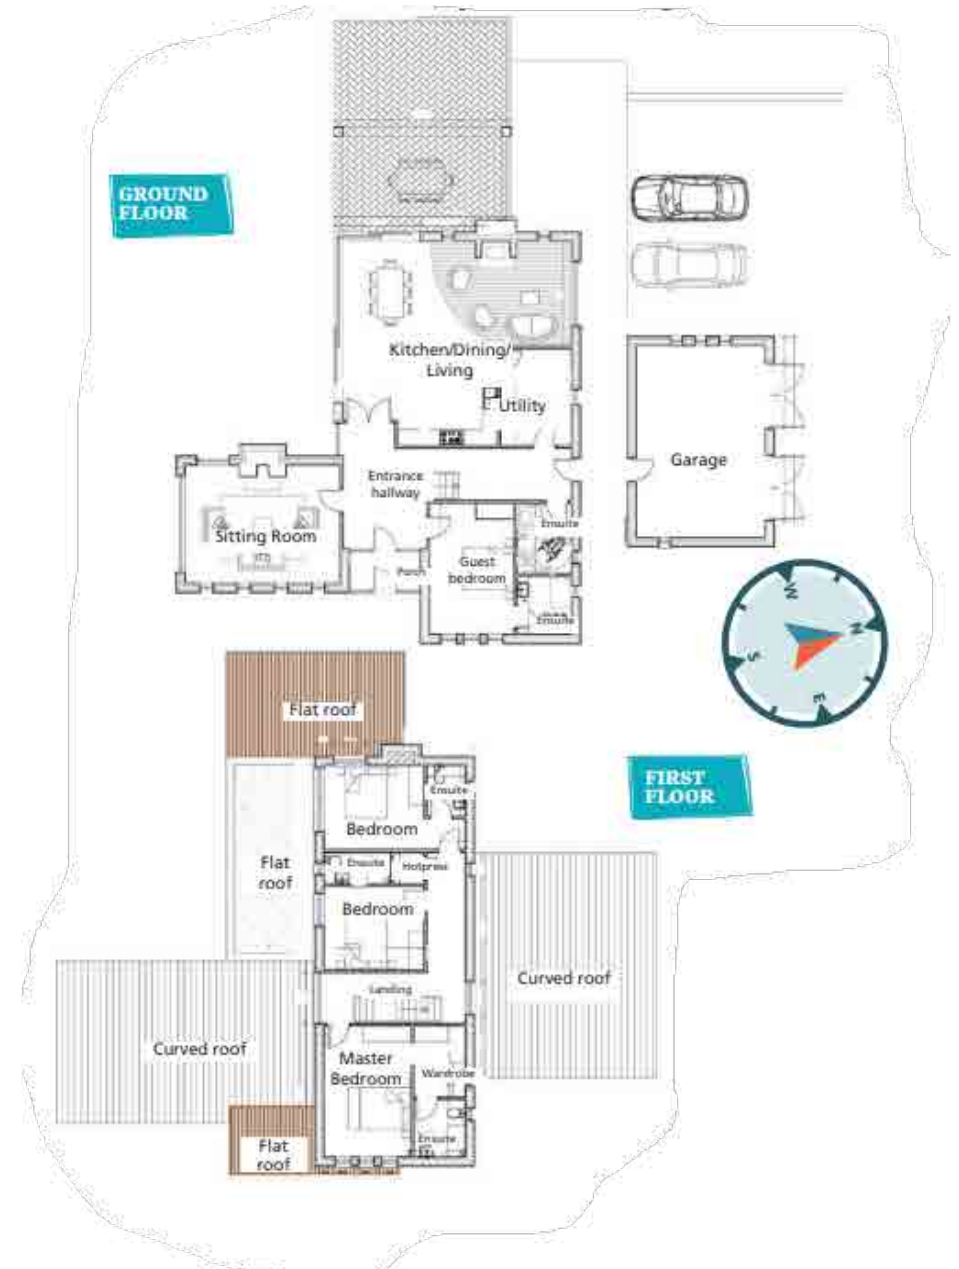 GROUND
FLOOR
Kitchen/Dining/
Living
Utility
Garage
Entrance
hallway
Sitting Room
Ensuite
Guest
bedroom
Porch
Ensuite
W
N
S
E
Flat roof
FIRST
FLOOR
Ensuite
Bedroom
Flat
roof
Ensuite
Hotpress
Bedroom
Curved roof
Landing
Curved roof
Master
Bedroom
Wardrobe
Ensuite
Flat
roof